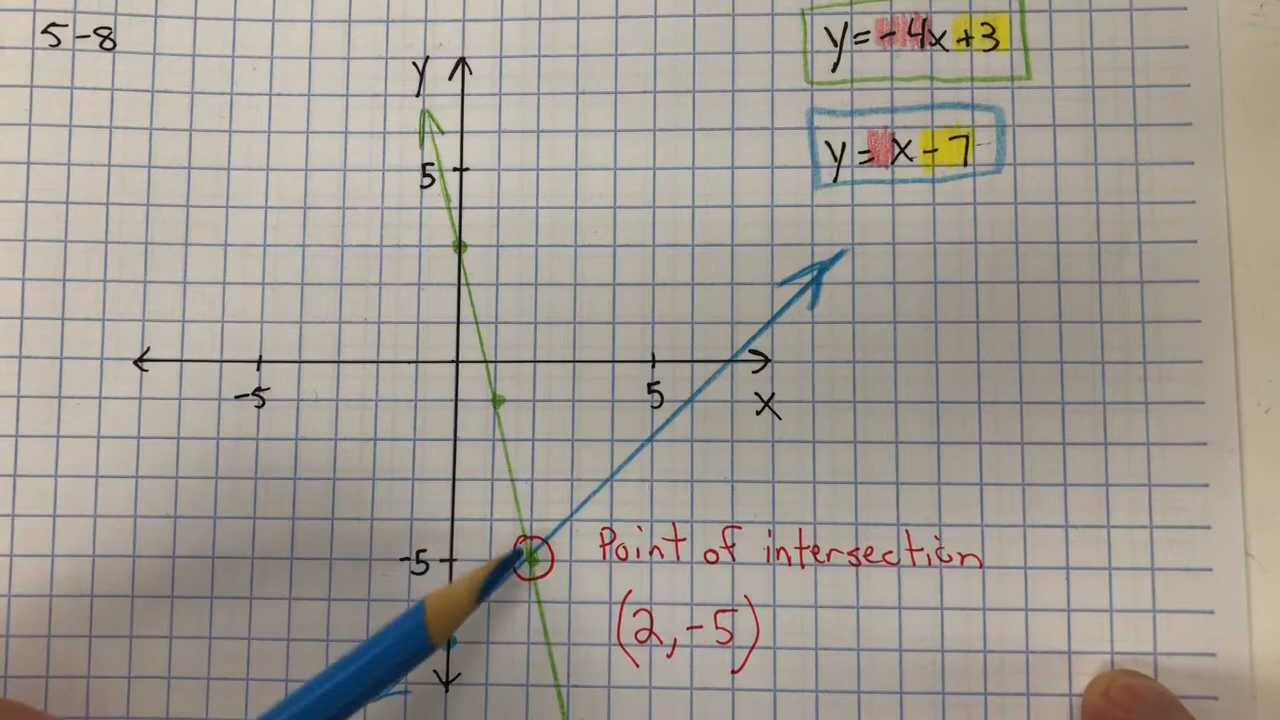 5-8
y=-4x+3
y=x-7
y
5
-5
5
x
-5
Point of intersection
(2,-5)